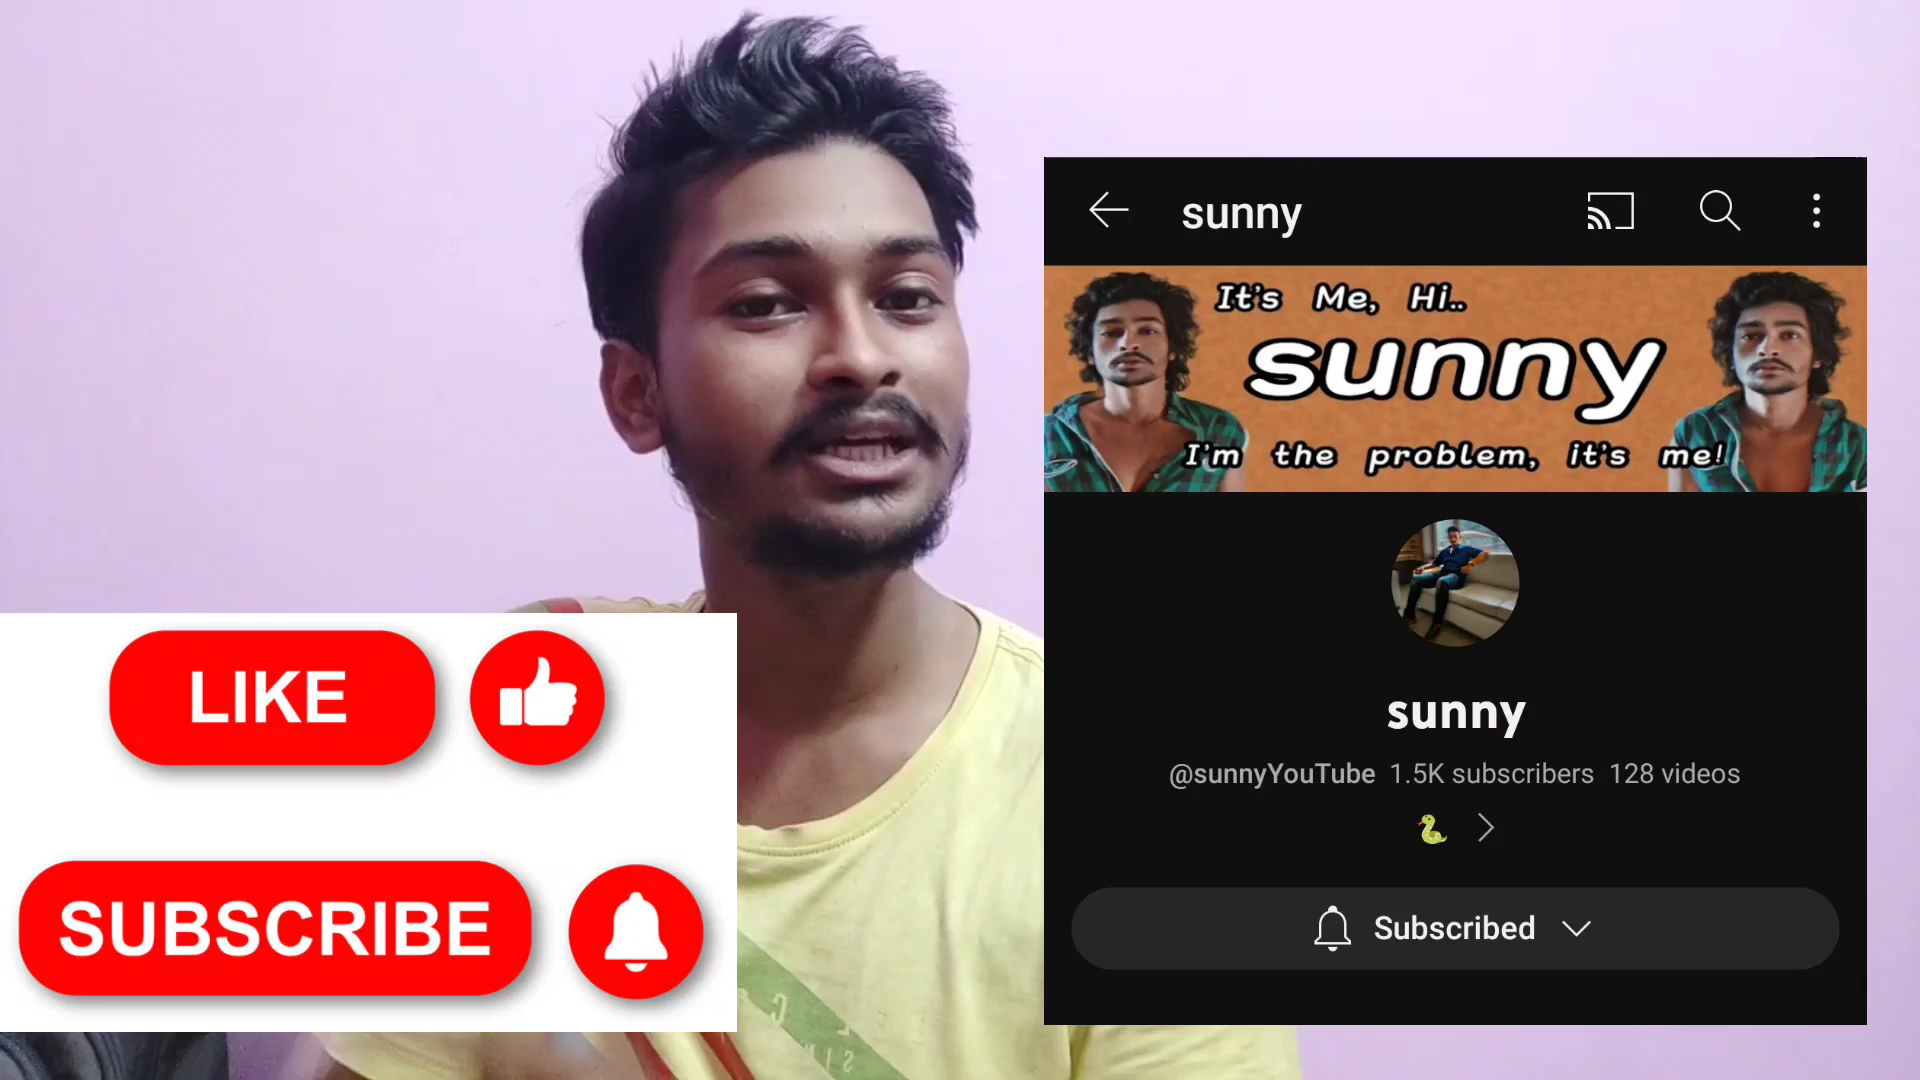 LIKE
SUBSCRIBE
sunny
It's Me, Hi..
sunny
I'm the problem, it's me!
sunny
@sunnyYouTube 1.5K subscribers 128 videos
Subscribed